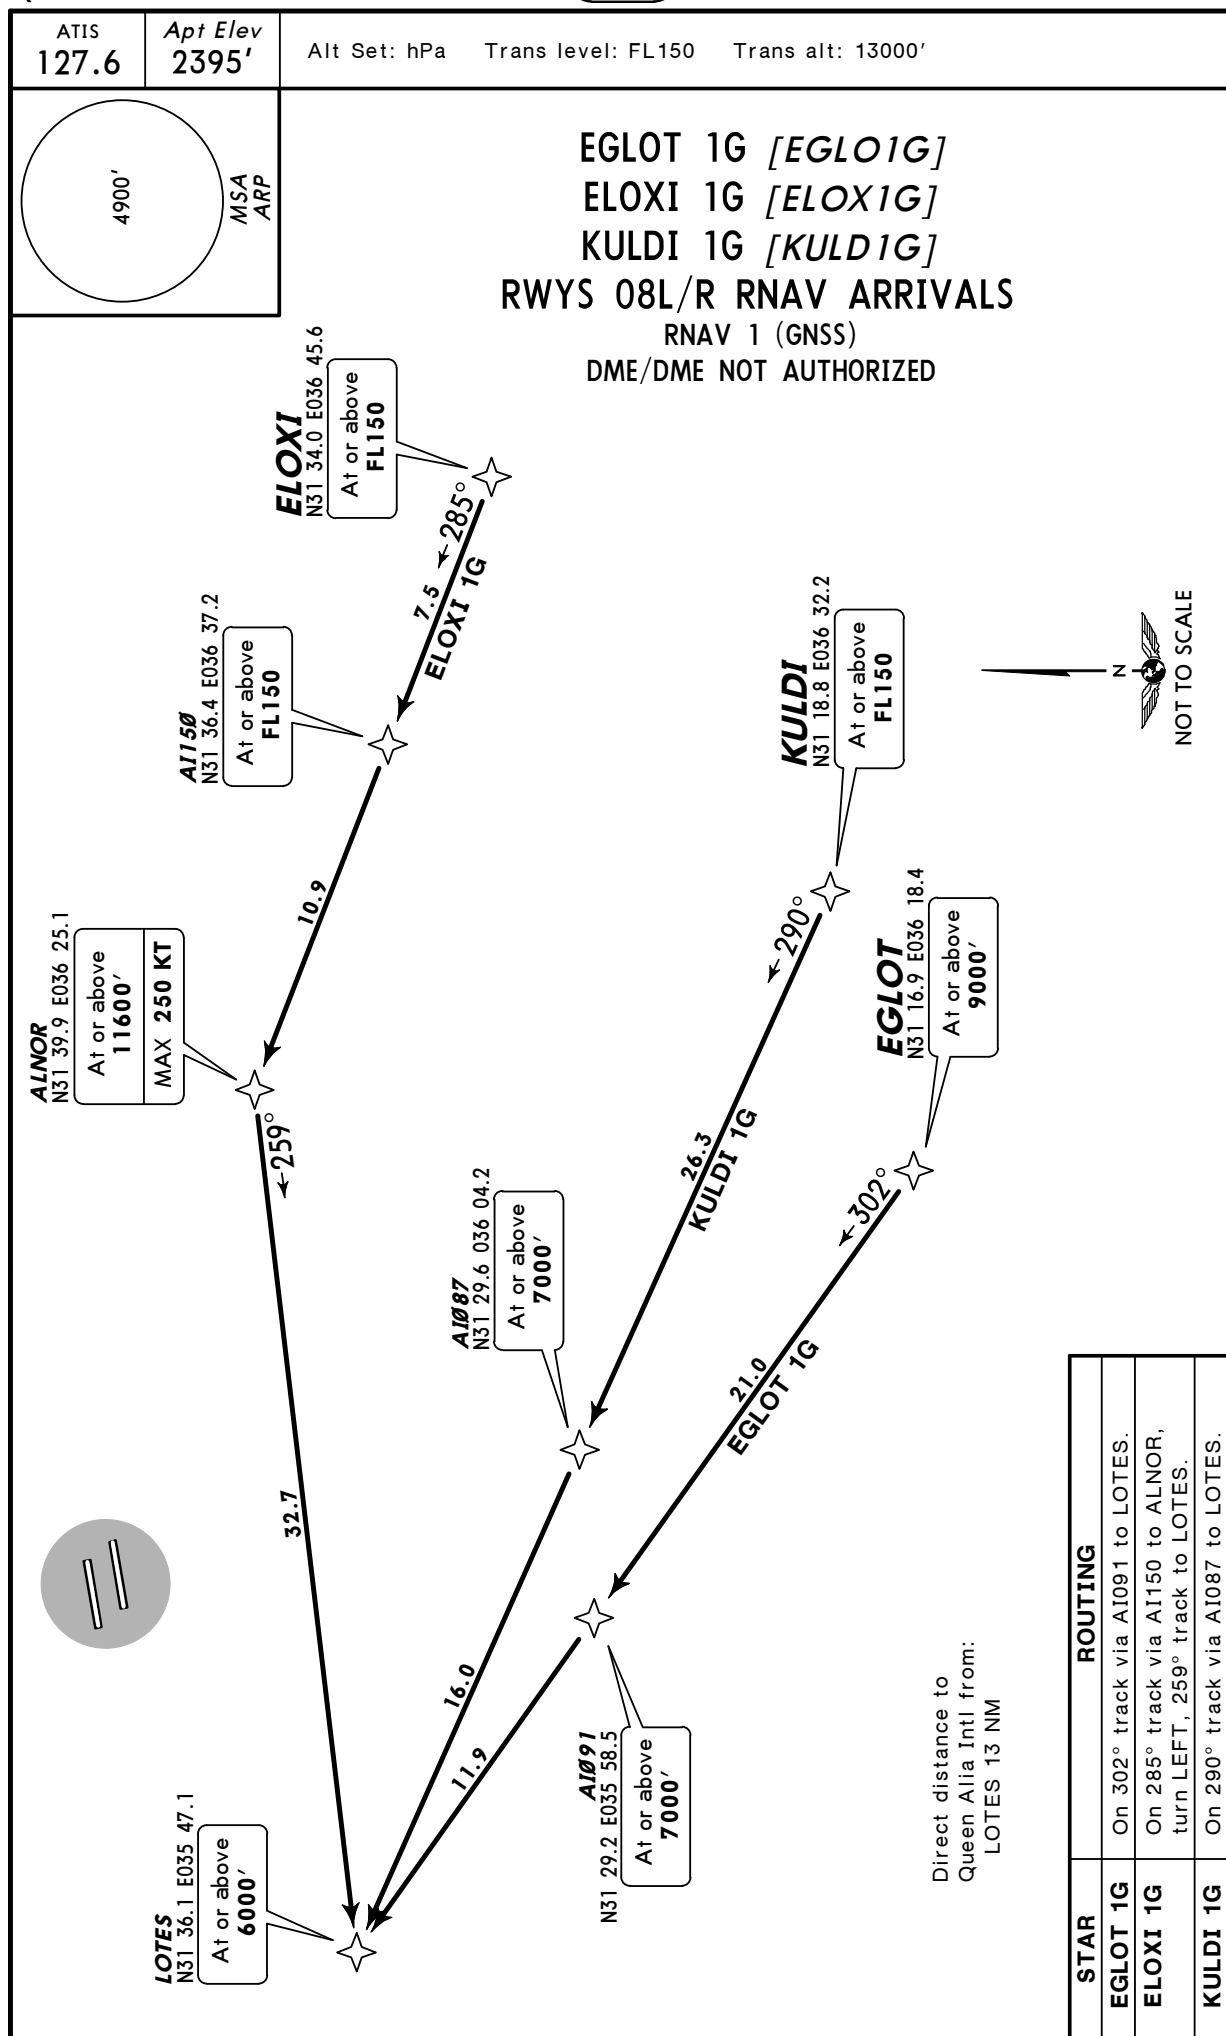 ATIS
127.6
Apt Elev
2395'
Alt Set: hPa Trans level: FL150 Trans alt: 13000'
4900'
MSA
ARP
EGLOT 1G [EGLO1G]
ELOXI 1G [ELOX1G]
KULDI 1G [KULD1G]
RWYS 08L/R RNAV ARRIVALS
RNAV 1 (GNSS)
DME/DME NOT AUTHORIZED
ELOXI
N31 34.0 E036 45.6
At or above
FL150
285°
7.5
ELOXI 1G
AI15Ø
N31 36.4 E036 37.2
At or above
FL150
10.9
ALNOR
N31 39.9 E036 25.1
At or above
11600'
MAX 250 KT
259°
32.7
KULDI
N31 18.8 E036 32.2
At or above
FL150
290°
26.3
KULDI 1G
N
NOT TO SCALE
EGLOT
N31 16.9 E036 18.4
At or above
9000'
302°
21.0
EGLOT 1G
AIØ87
N31 29.6 036 04.2
At or above
7000'
16.0
AIØ91
N31 29.2 E035 58.5
At or above
7000'
11.9
LOTES
N31 36.1 E035 47.1
At or above
6000'
Direct distance to
Queen Alia Intl from:
LOTES 13 NM
STAR ROUTING
EGLOT 1G On 302° track via AI091 to LOTES.
ELOXI 1G On 285° track via AI150 to ALNOR,
turn LEFT, 259° track to LOTES.
KULDI 1G On 290° track via AI087 to LOTES.